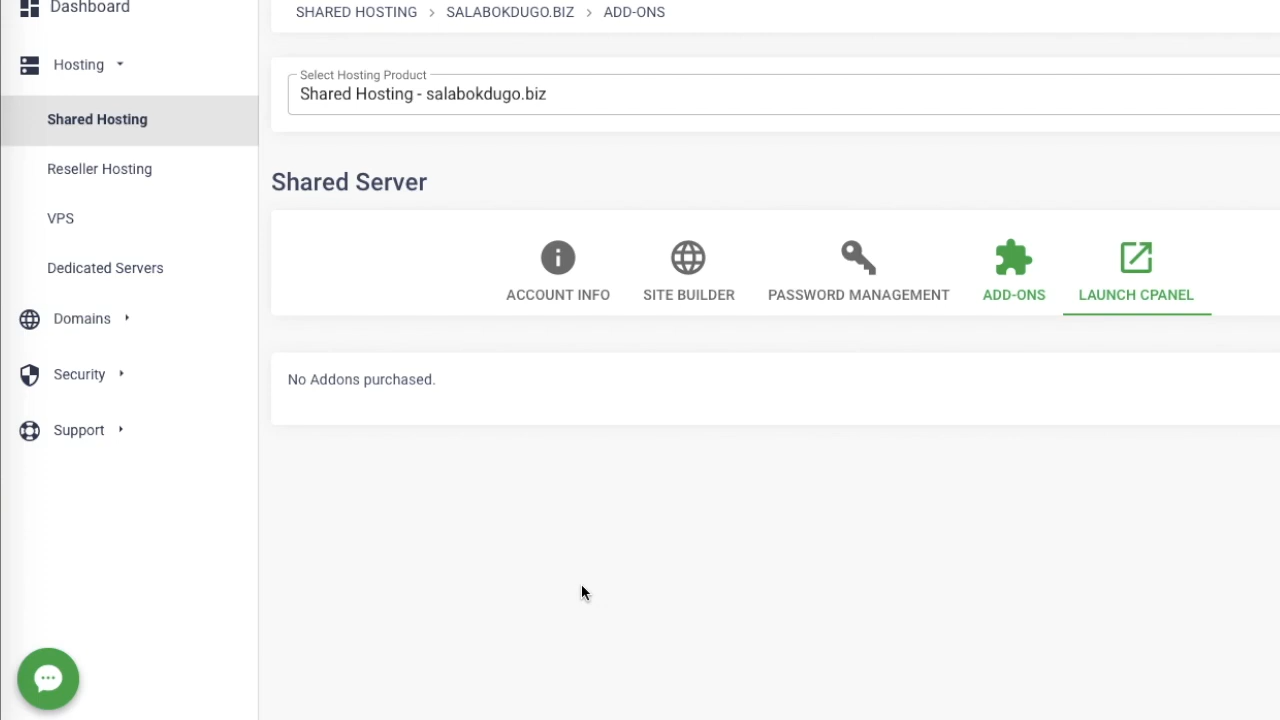 Dashboard
Hosting
Shared Hosting
Reseller Hosting
VPS
Dedicated Servers
Domains
Security
Support
SHARED HOSTING > SALABOKDUGO.BIZ > ADD-ONS
Select Hosting Product
Shared Hosting - salabokdugo.biz
Shared Server
ACCOUNT INFO SITE BUILDER PASSWORD MANAGEMENT ADD-ONS LAUNCH CPANEL
No Addons purchased.